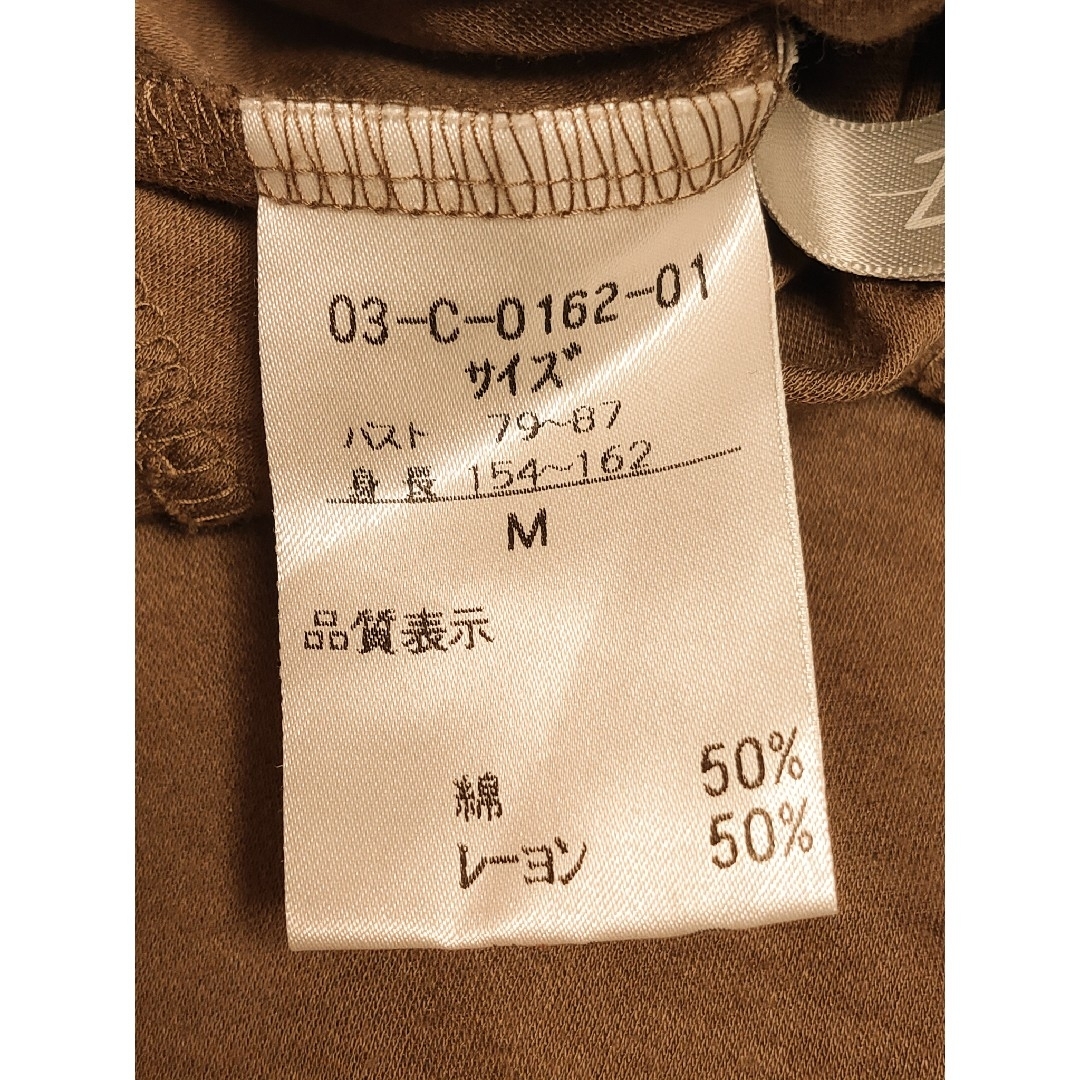 03-C-0162-01
サイズ
バスト 79~87
身長 154~162
M
品質表示
綿 50%
レーヨン 50%